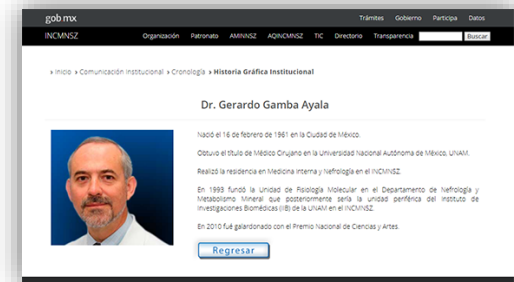 gob mx
Trámites Gobierno Participa Datos
INCMNSZ
Organización Patronato AMINNSZ AQINCMNSZ TIC Directorio Transparencia Buscar
Inicio Comunicación Institucional Cronología Historia Gráfica Institucional
Dr. Gerardo Gamba Ayala
Nació el 16 de febrero de 1961 en la Ciudad de México.
Obtuvo el título de Médico Cirujano en la Universidad Nacional Autónoma de México, UNAM.
Realizó la residencia en Medicina Interna y Nefrología en el INCMNSZ.
En 1993 fundó la Unidad de Fisiología Molecular en el Departamento de Nefrología y
Metabolismo Mineral que posteriormente sería la unidad periférica del Instituto de
Investigaciones Biomédicas (IIB) de la UNAM en el INCMNSZ.
En 2010 fué galardonado con el Premio Nacional de Ciencias y Artes.
Regresar